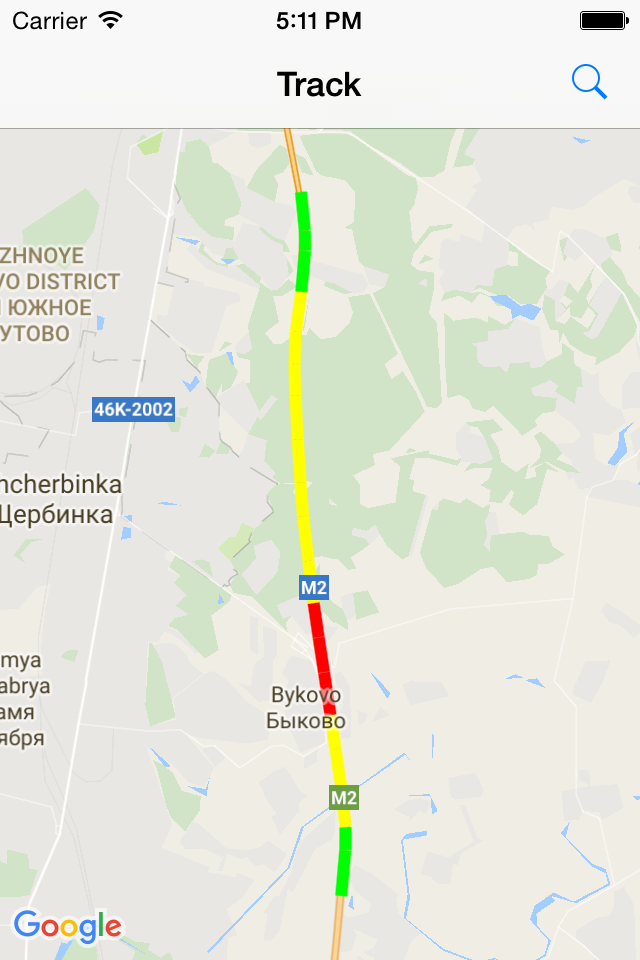 Carrier 5:11 PM
Track
ZHNOYE
VO DISTRICT
ЮЖНОЕ
УТОВО
46K-2002
ncherbinka
Цербинка
M2
mya
abrya
амя
ября
Bykovo
Быково
M2
Google